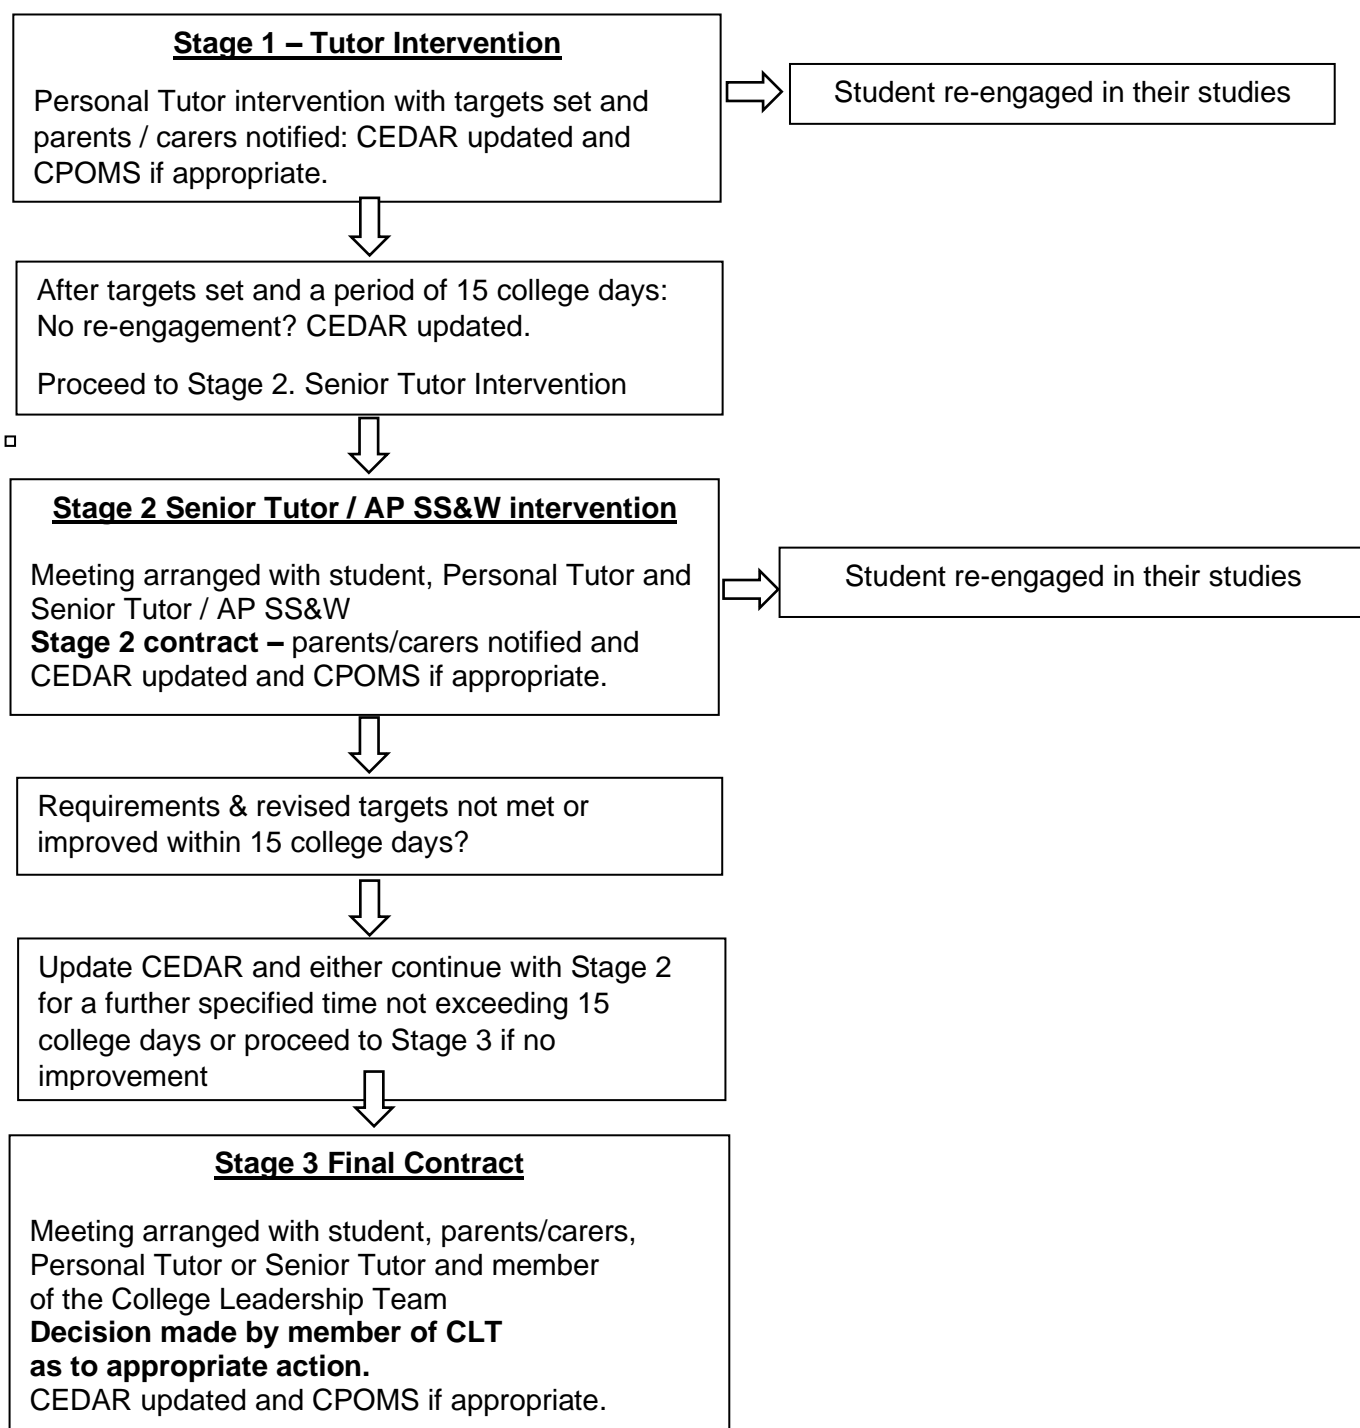 Stage 1 – Tutor Intervention
Personal Tutor intervention with targets set and
parents / carers notified: CEDAR updated and
CPOMS if appropriate.
Student re-engaged in their studies
After targets set and a period of 15 college days:
No re-engagement? CEDAR updated.
Proceed to Stage 2. Senior Tutor Intervention
Stage 2 Senior Tutor / AP SS&W intervention
Meeting arranged with student, Personal Tutor and
Senior Tutor / AP SS&W
Stage 2 contract – parents/carers notified and
CEDAR updated and CPOMS if appropriate.
Student re-engaged in their studies
Requirements & revised targets not met or
improved within 15 college days?
Update CEDAR and either continue with Stage 2
for a further specified time not exceeding 15
college days or proceed to Stage 3 if no
improvement
Stage 3 Final Contract
Meeting arranged with student, parents/carers,
Personal Tutor or Senior Tutor and member
of the College Leadership Team
Decision made by member of CLT
as to appropriate action.
CEDAR updated and CPOMS if appropriate.